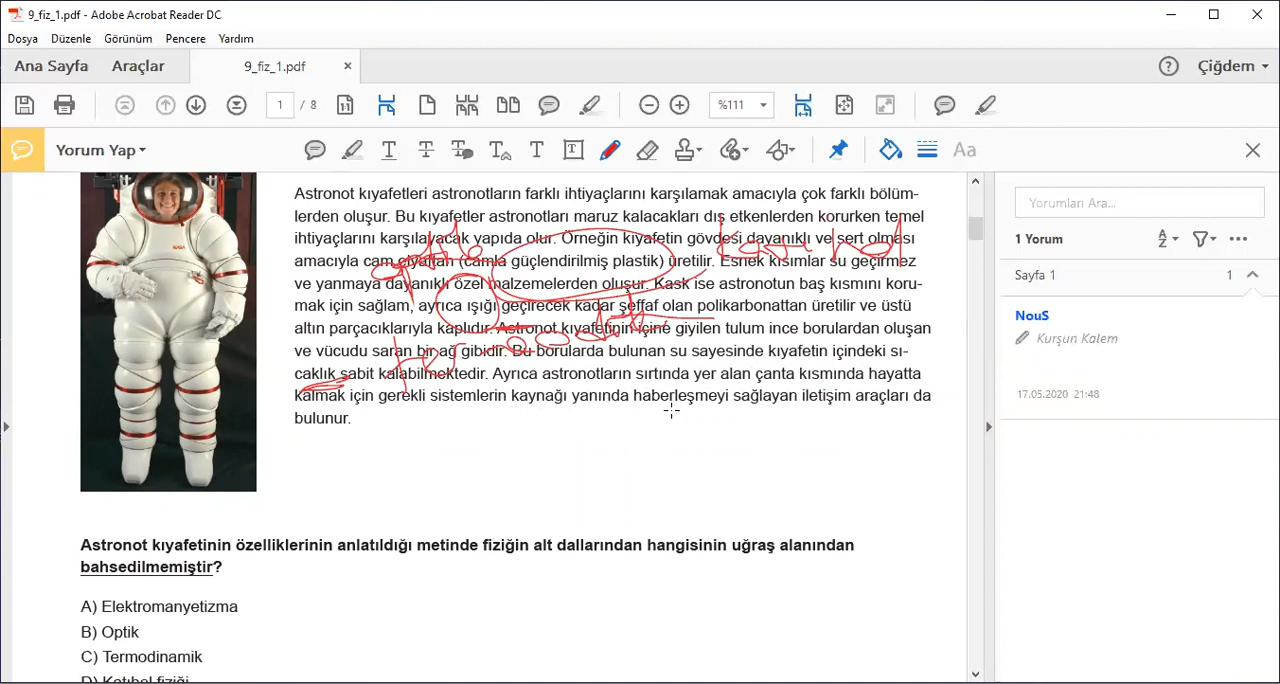 9_fiz_1.pdf - Adobe Acrobat Reader DC
Dosya Düzenle Görünüm Pencere Yardım
Ana Sayfa Araçlar 9_fiz_1.pdf × Çiğdem
1 / 8 %111
Yorum Yap
Aa
Astronot kıyafetleri astronotların farklı ihtiyaçlarını karşılamak amacıyla çok farklı bölüm-
lerden oluşur. Bu kıyafetler astronotları maruz kalacakları dış etkenlerden korurken temel
ihtiyaçlarını karşılayacak yapıda olur. Örneğin kıyafetin gövdesi dayanıklı ve sert olması
amacıyla cam elyaftan (camla güçlendirilmiş plastik) üretilir. Esnek kısımlar su geçirmez
ve yanmaya dayanıklı özel malzemelerden oluşur. Kask ise astronotun baş kısmını koru-
mak için sağlam, ayrıca ışığı geçirecek kadar şeffaf olan polikarbonattan üretilir ve üstü
altın parçacıklarıyla kaplıdır. Astronot kıyafetinin içine giyilen tulum ince borulardan oluşan
ve vücudu saran bir ağ gibidir. Bu borularda bulunan su sayesinde kıyafetin içindeki sı-
caklık sabit kalabilmektedir. Ayrıca astronotların sırtında yer alan çanta kısmında hayatta
kalmak için gerekli sistemlerin kaynağı yanında haberleşmeyi sağlayan iletişim araçları da
bulunur.
optik
NASA
Astronot kıyafetinin özelliklerinin anlatıldığı metinde fiziğin alt dallarından hangisinin uğraş alanından
bahsedilmemiştir?
A) Elektromanyetizma
B) Optik
C) Termodinamik
D) Katıhal fiziği
Yorumları Ara...
1 Yorum
Sayfa 1 1
NouS
Kurşun Kalem
17.05.2020 21:48